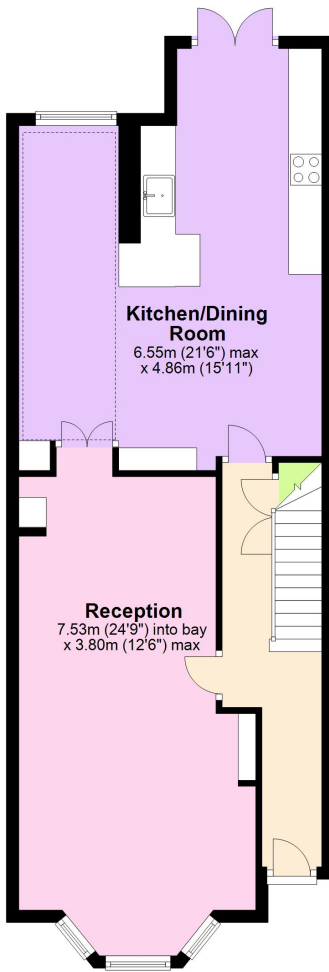 Kitchen/Dining
Room
6.55m (21'6") max
x 4.86m (15'11")
Reception
7.53m (24'9") into bay
x 3.80m (12'6") max